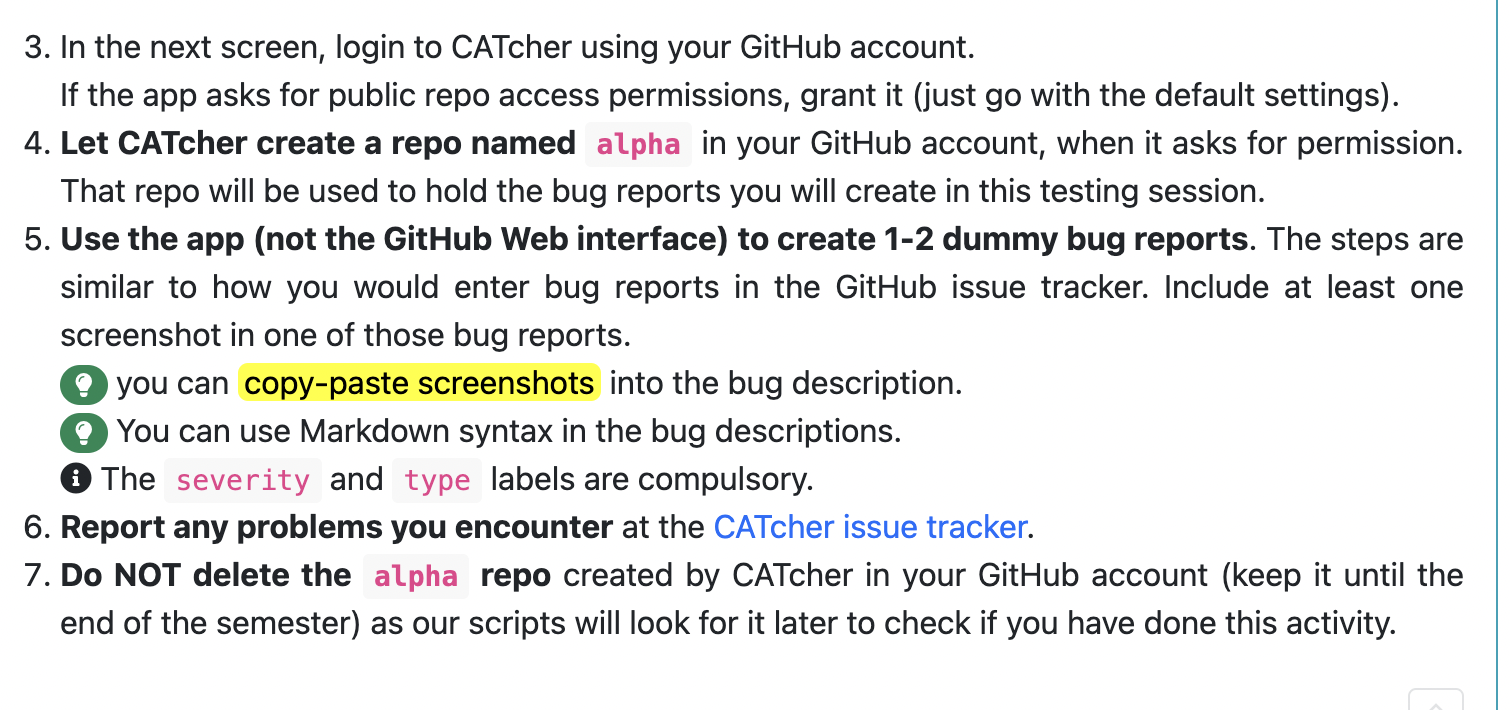 3. In the next screen, login to CATcher using your GitHub account.
If the app asks for public repo access permissions, grant it (just go with the default settings).
4. Let CATcher create a repo named alpha in your GitHub account, when it asks for permission.
That repo will be used to hold the bug reports you will create in this testing session.
5. Use the app (not the GitHub Web interface) to create 1-2 dummy bug reports. The steps are
similar to how you would enter bug reports in the GitHub issue tracker. Include at least one
screenshot in one of those bug reports.
you can copy-paste screenshots into the bug description.
You can use Markdown syntax in the bug descriptions.
The severity and type labels are compulsory.
6. Report any problems you encounter at the CATcher issue tracker.
7. Do NOT delete the alpha repo created by CATcher in your GitHub account (keep it until the
end of the semester) as our scripts will look for it later to check if you have done this activity.